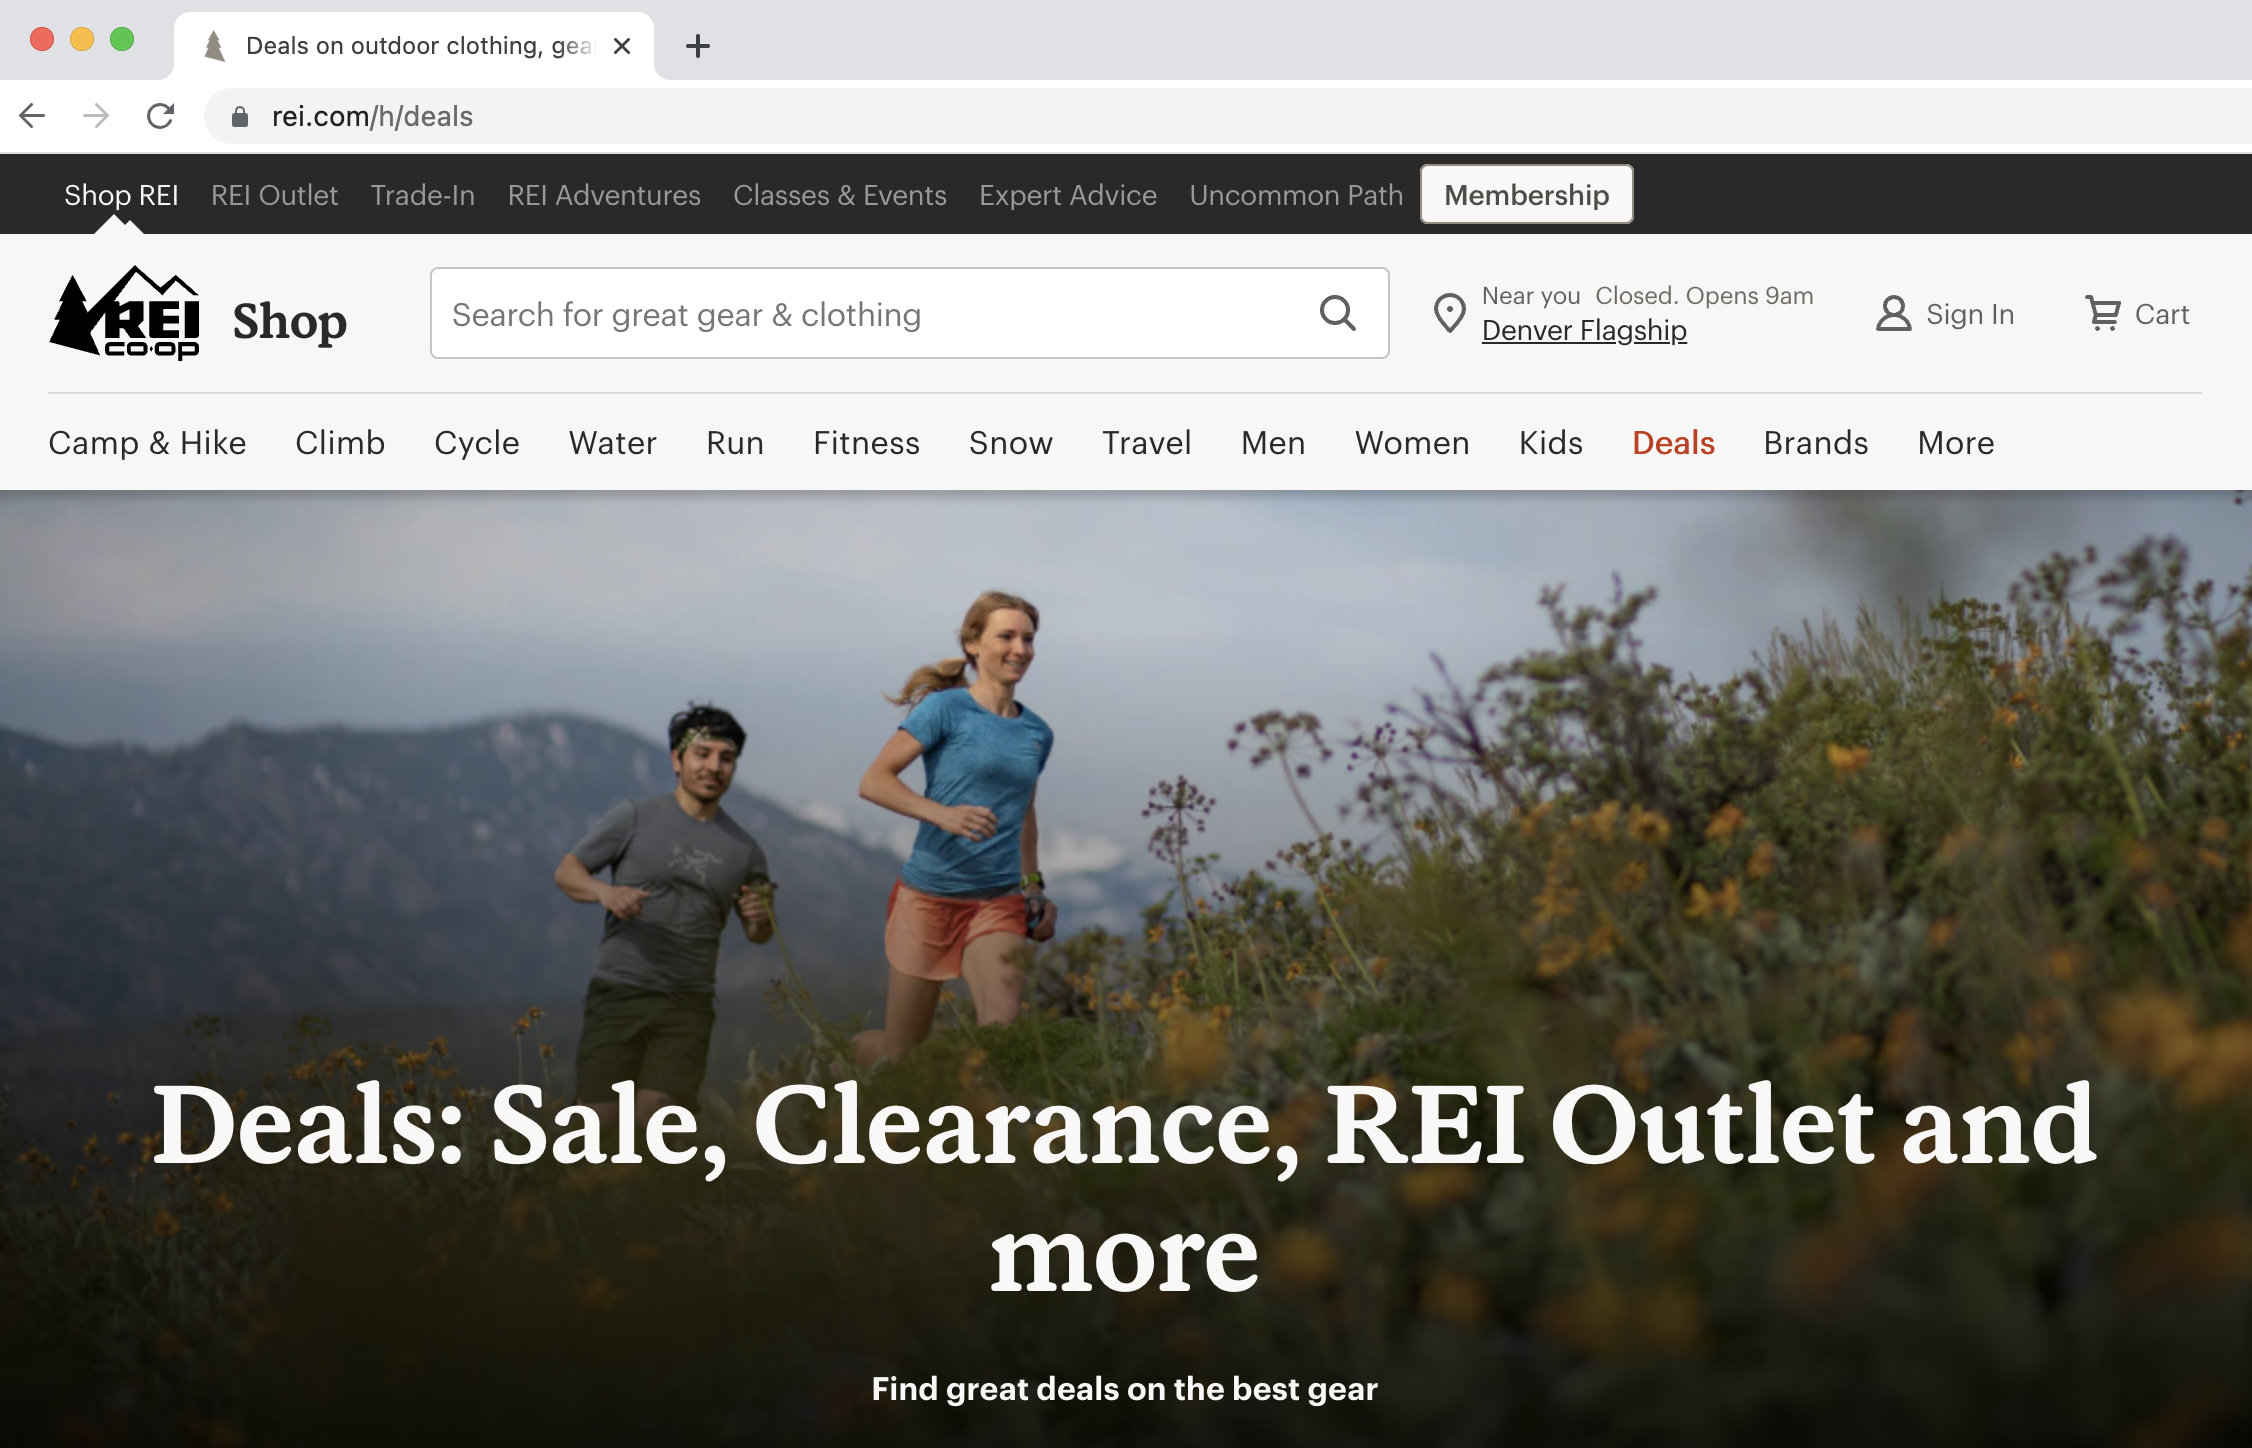 Deals on outdoor clothing, gea
rei.com/h/deals
Shop REI REI Outlet Trade-In REI Adventures Classes & Events Expert Advice Uncommon Path Membership
REI
CO·OP
Shop
Search for great gear & clothing
Near you Closed. Opens 9am
Denver Flagship
Sign In
Cart
Camp & Hike Climb Cycle Water Run Fitness Snow Travel Men Women Kids Deals Brands More
Deals: Sale, Clearance, REI Outlet and
more
Find great deals on the best gear